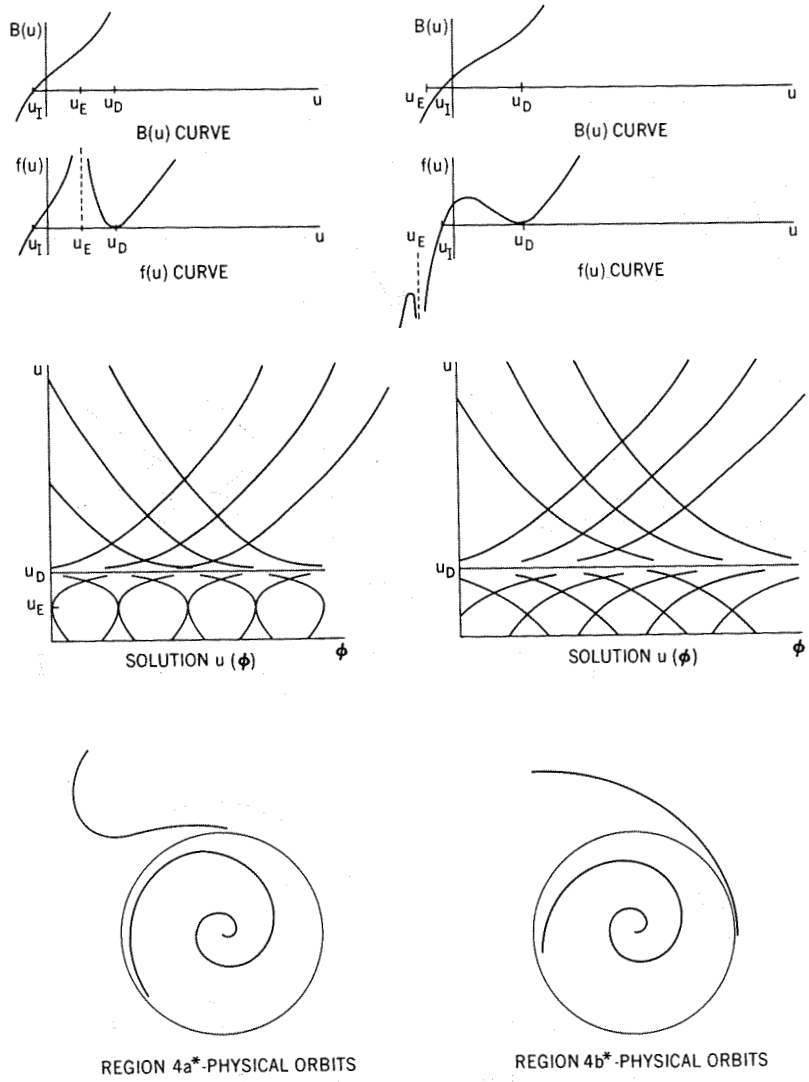 B(u)
u_I u_E u_D u
B(u) CURVE
f(u)
u_I u_E u_D u
f(u) CURVE
u
u_D
u_E
ϕ
SOLUTION u (ϕ)
REGION 4a*-PHYSICAL ORBITS
B(u)
u_E u_I u_D u
B(u) CURVE
f(u)
u_E u_I u_D u
f(u) CURVE
u
u_D
ϕ
SOLUTION u (ϕ)
REGION 4b*-PHYSICAL ORBITS